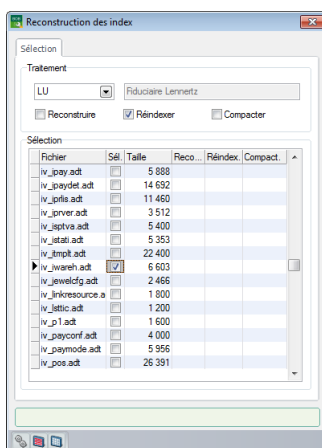 Reconstruction des index
Sélection
Traitement
LU Fiduciaire Lennertz
Reconstruire Réindexer Compacter
Sélection
Fichier Sél. Taille Reco... Réindex. Compact.
iv_ipay.adt 5 888
iv_ipaydet.adt 14 692
iv_iprlis.adt 11 460
iv_iprver.adt 3 512
iv_isptva.adt 5 400
iv_istati.adt 5 353
iv_itmplt.adt 22 400
iv_iwareh.adt 6 603
iv_jewelcfg.adt 2 466
iv_linkresource.a 1 800
iv_lsttic.adt 1 200
iv_p1.adt 1 600
iv_payconf.adt 4 000
iv_paymode.adt 5 956
iv_pos.adt 26 391